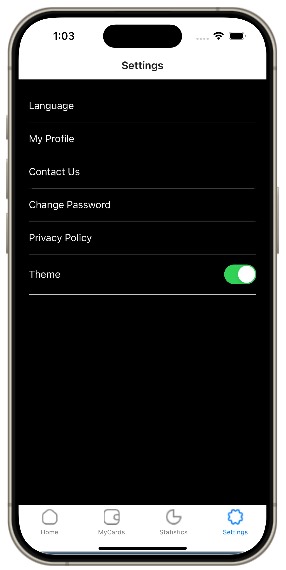 1:03
Settings
Language
My Profile
Contact Us
Change Password
Privacy Policy
Theme
Home
MyCards
Statistics
Settings